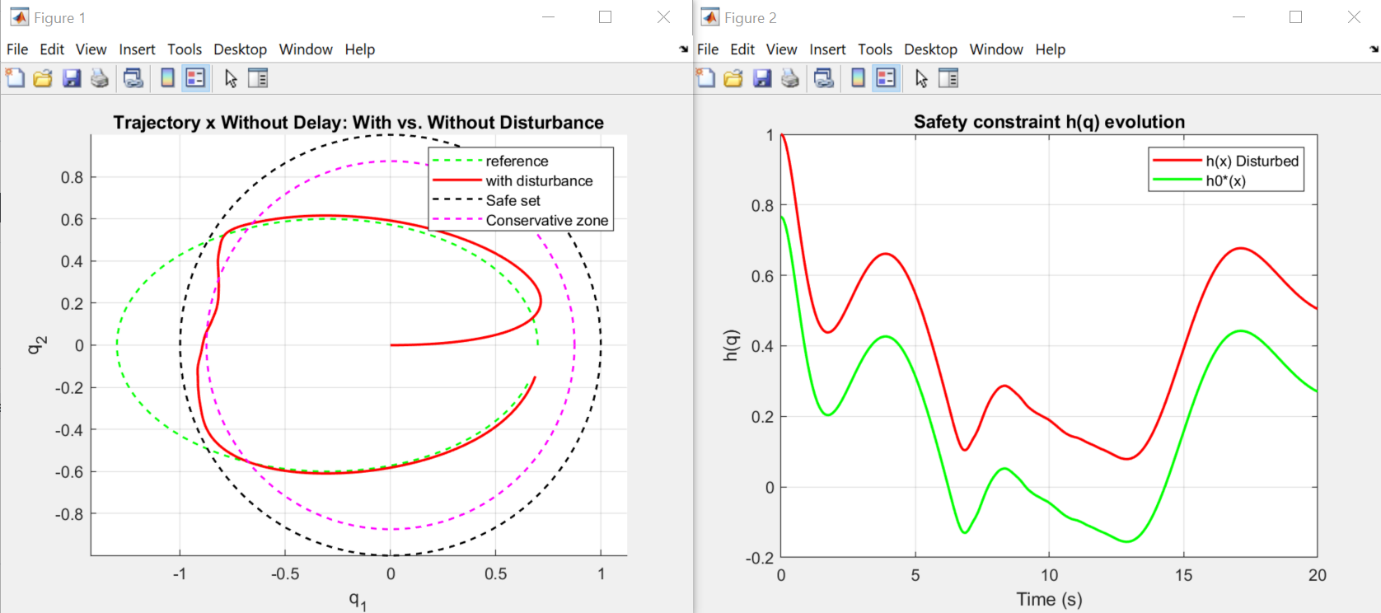 Figure 1
File Edit View Insert Tools Desktop Window Help
Trajectory x Without Delay: With vs. Without Disturbance
reference
with disturbance
Safe set
Conservative zone
0.8
0.6
0.4
0.2
0
-0.2
-0.4
-0.6
-0.8
q2
-1 -0.5 0 0.5 1
q1
Figure 2
File Edit View Insert Tools Desktop Window Help
Safety constraint h(q) evolution
h(x) Disturbed
h0*(x)
1
0.8
0.6
0.4
0.2
0
-0.2
h(q)
0 5 10 15 20
Time (s)